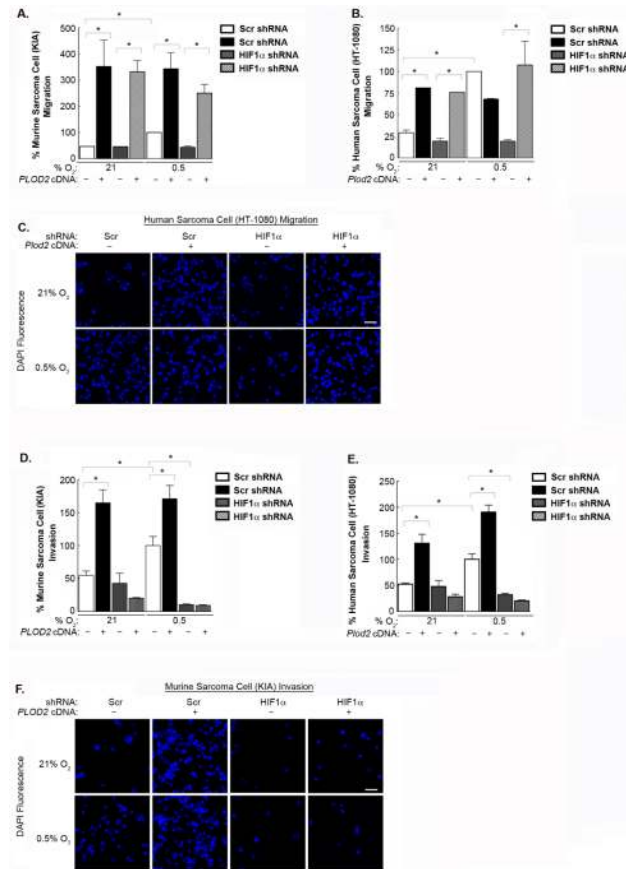 A.
% Murine Sarcoma Cell (KIA)
Migration
500
400
300
200
100
0
*
*
*
*
*
Scr shRNA
Scr shRNA
HIF1α shRNA
HIF1α shRNA
% O₂:
21
0.5
PLOD2 cDNA: – + – + – + – +
B.
% Human Sarcoma Cell (HT-1080)
Migration
150
125
100
75
50
25
0
*
*
*
*
Scr shRNA
Scr shRNA
HIF1α shRNA
HIF1α shRNA
% O₂:
21
0.5
Plod2 cDNA: – + – + – + – +
C.
Human Sarcoma Cell (HT-1080) Migration
shRNA: Scr Scr HIF1α HIF1α
Plod2 cDNA: – + – +
DAPI Fluorescence
21% O₂
0.5% O₂
D.
% Murine Sarcoma Cell (KIA)
Invasion
200
150
100
50
0
*
*
*
*
Scr shRNA
Scr shRNA
HIF1α shRNA
HIF1α shRNA
% O₂:
21
0.5
PLOD2 cDNA: – + – + – + – +
E.
% Human Sarcoma Cell (HT-1080)
Invasion
250
200
150
100
50
0
*
*
*
*
Scr shRNA
Scr shRNA
HIF1α shRNA
HIF1α shRNA
% O₂:
21
0.5
Plod2 cDNA: – + – + – + – +
F.
Murine Sarcoma Cell (KIA) Invasion
shRNA: Scr Scr HIF1α HIF1α
PLOD2 cDNA: – + – +
DAPI Fluorescence
21% O₂
0.5% O₂